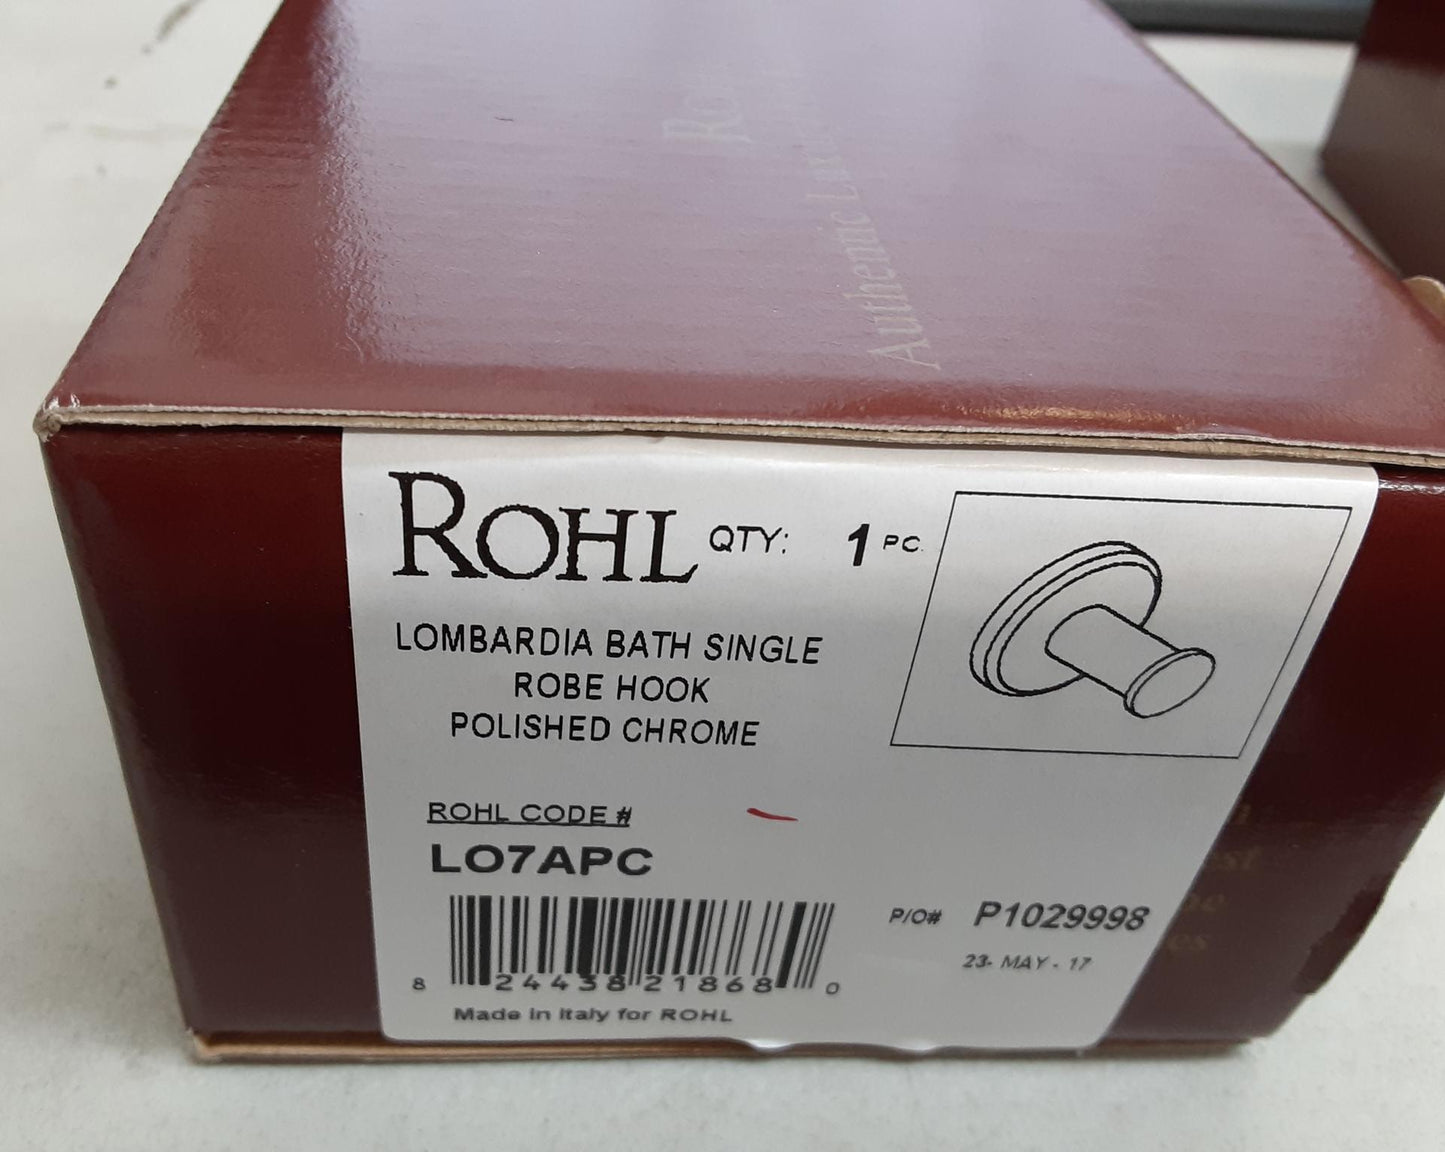 Authentic
ROHL QTY: 1 PC.
LOMBARDIA BATH SINGLE
ROBE HOOK
POLISHED CHROME
ROHL CODE #
LO7APC
8 24438 21868 0
P/O# P1029998
23- MAY - 17
Made in Italy for ROHL